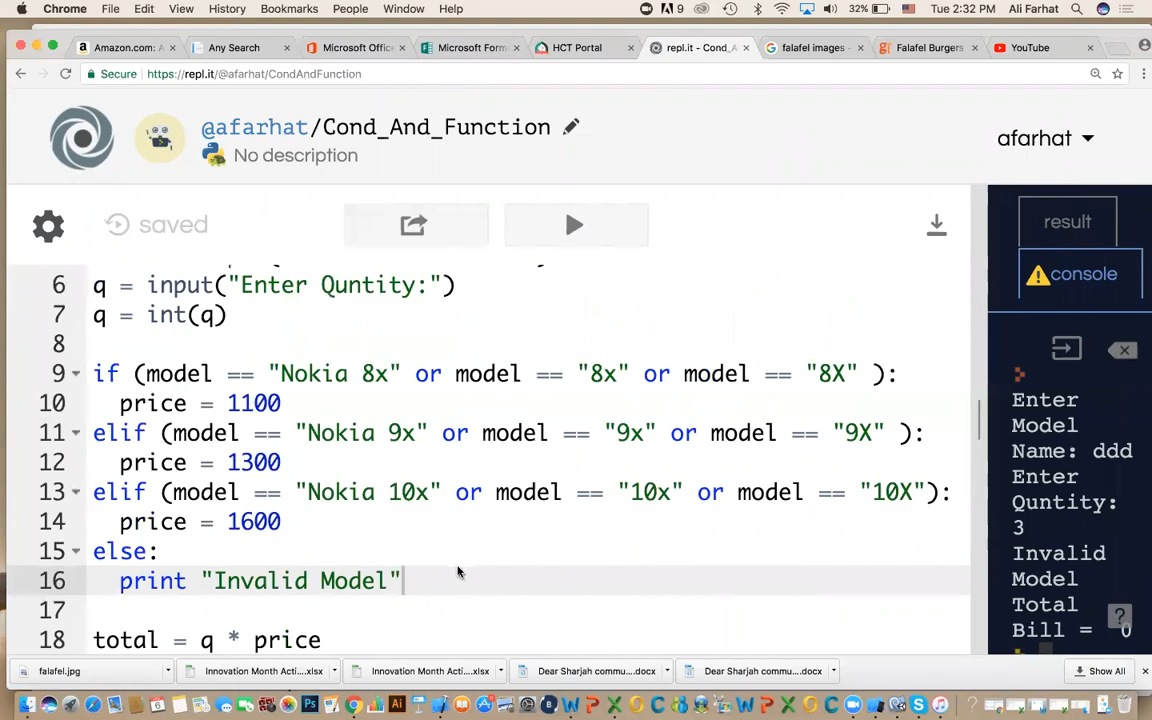 Chrome File Edit View History Bookmarks People Window Help 9 32% Tue 2:32 PM Ali Farhat
Amazon.com: A Any Search Microsoft Offic Microsoft Form HCT Portal repl.it - Cond_A falafel images - Falafel Burgers YouTube
Secure https://repl.it/@afarhat/CondAndFunction
@afarhat/Cond_And_Function
No description
afarhat
saved
6 q = input("Enter Quntity:")
7 q = int(q)
8
9 if (model == "Nokia 8x" or model == "8x" or model == "8X" ):
10 price = 1100
11 elif (model == "Nokia 9x" or model == "9x" or model == "9X" ):
12 price = 1300
13 elif (model == "Nokia 10x" or model == "10x" or model == "10X"):
14 price = 1600
15 else:
16 print "Invalid Model"
17
18 total = q * price
result
console
Enter
Model
Name: ddd
Enter
Quntity:
3
Invalid
Model
Total
Bill = 0
?
falafel.jpg Innovation Month Acti....xlsx Innovation Month Acti....xlsx Dear Sharjah commu....docx Dear Sharjah commu....docx Show All